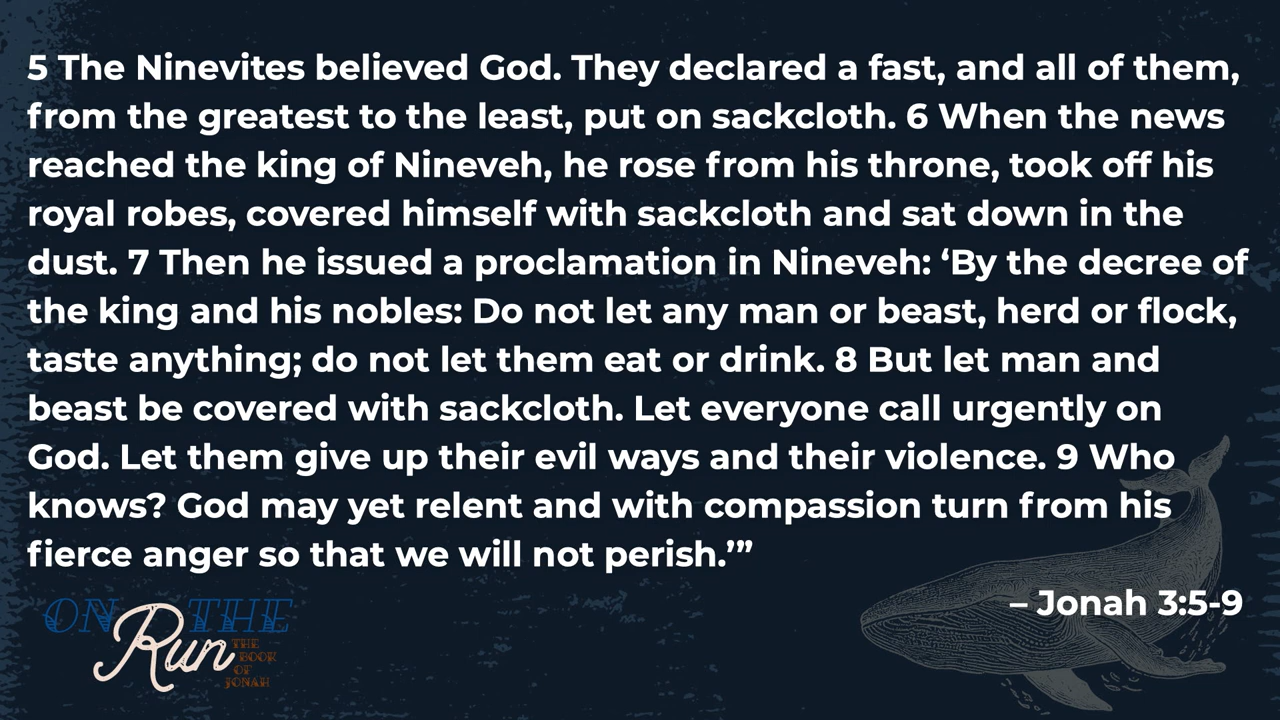 5 The Ninevites believed God. They declared a fast, and all of them,
from the greatest to the least, put on sackcloth. 6 When the news
reached the king of Nineveh, he rose from his throne, took off his
royal robes, covered himself with sackcloth and sat down in the
dust. 7 Then he issued a proclamation in Nineveh: ‘By the decree of
the king and his nobles: Do not let any man or beast, herd or flock,
taste anything; do not let them eat or drink. 8 But let man and
beast be covered with sackcloth. Let everyone call urgently on
God. Let them give up their evil ways and their violence. 9 Who
knows? God may yet relent and with compassion turn from his
fierce anger so that we will not perish.’”
– Jonah 3:5-9
ON THE
Run
THE
BOOK
OF
JONAH